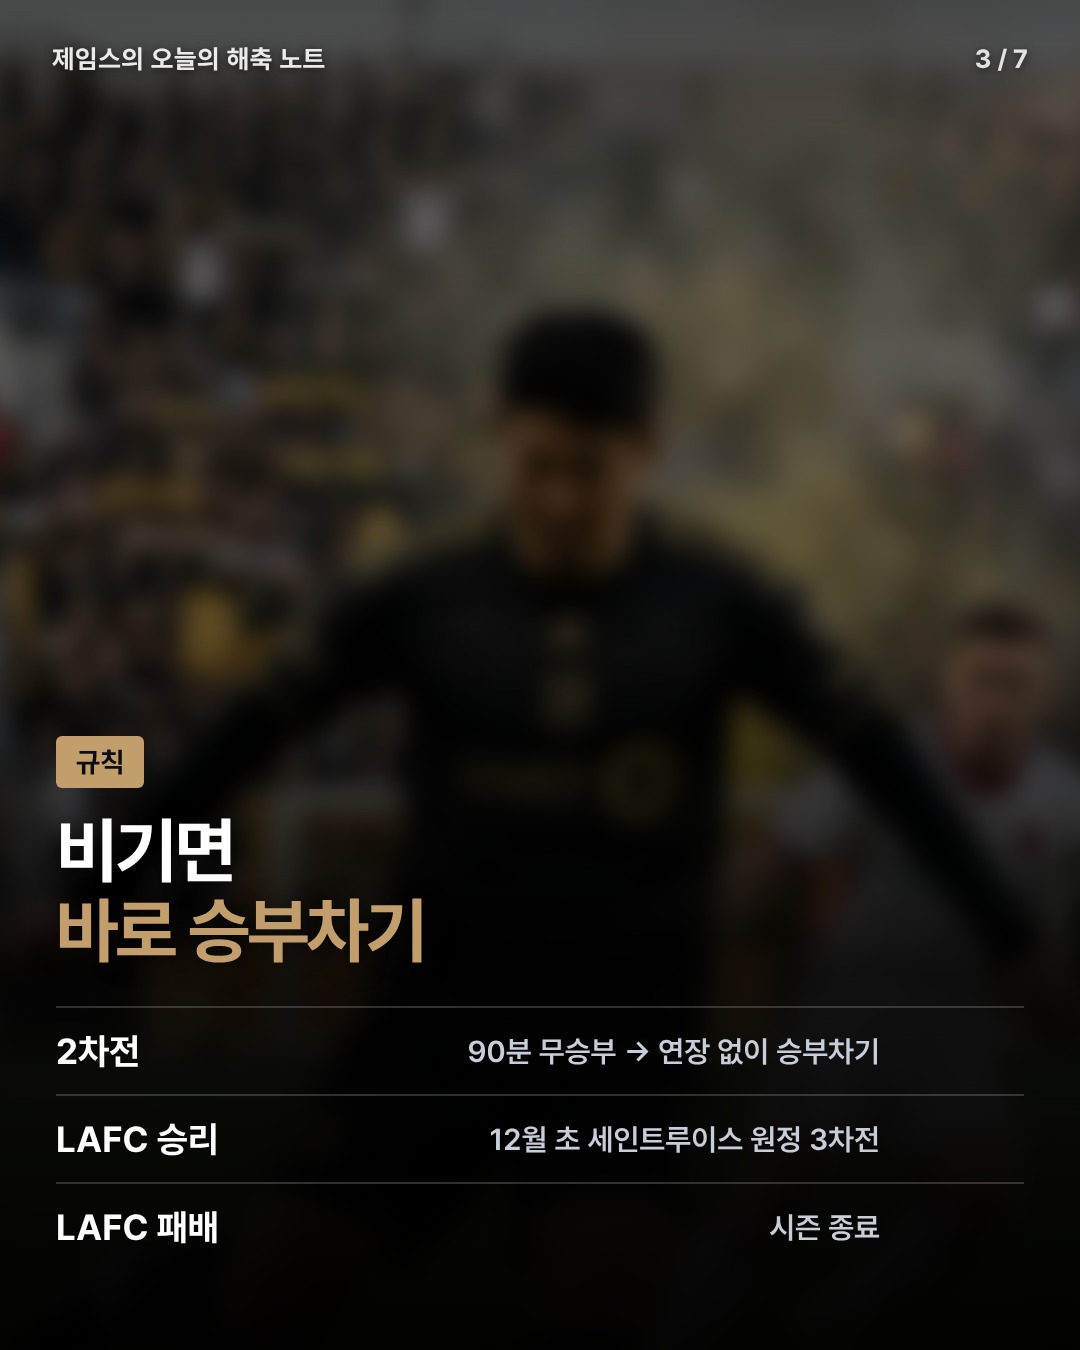 제임스의 오늘의 해축 노트
3 / 7
규칙
비기면
바로 승부차기
2차전 90분 무승부 → 연장 없이 승부차기
LAFC 승리 12월 초 세인트루이스 원정 3차전
LAFC 패배 시즌 종료